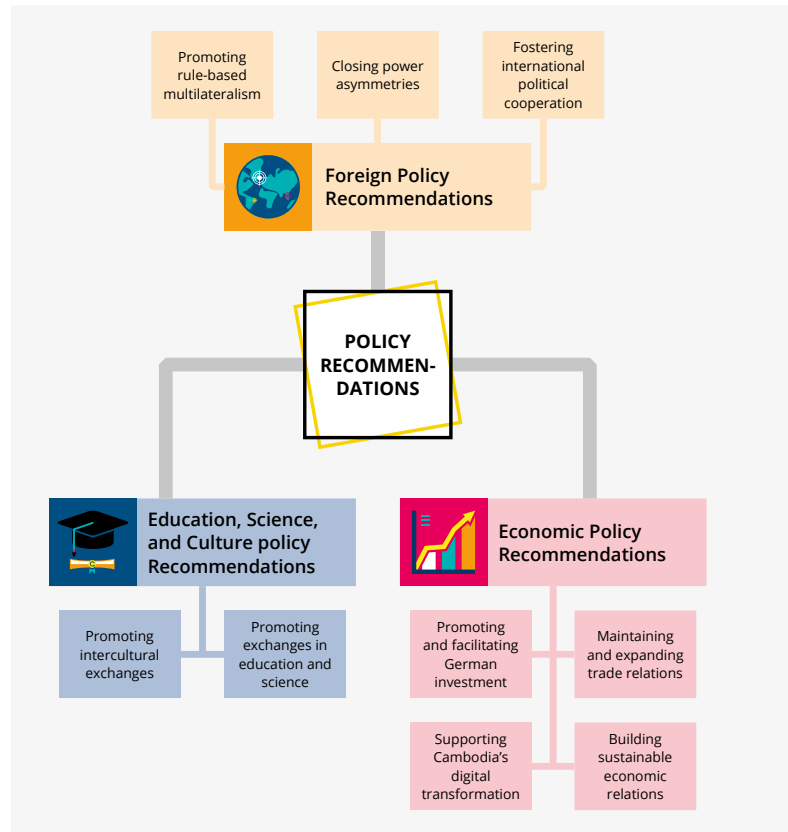 Promoting
rule-based
multilateralism
Closing power
asymmetries
Fostering
international
political
cooperation
Foreign Policy
Recommendations
POLICY
RECOMMEN-
DATIONS
Education, Science,
and Culture policy
Recommendations
Economic Policy
Recommendations
Promoting
intercultural
exchanges
Promoting
exchanges in
education and
science
Promoting
and facilitating
German
investment
Maintaining
and expanding
trade relations
Supporting
Cambodia’s
digital
transformation
Building
sustainable
economic
relations